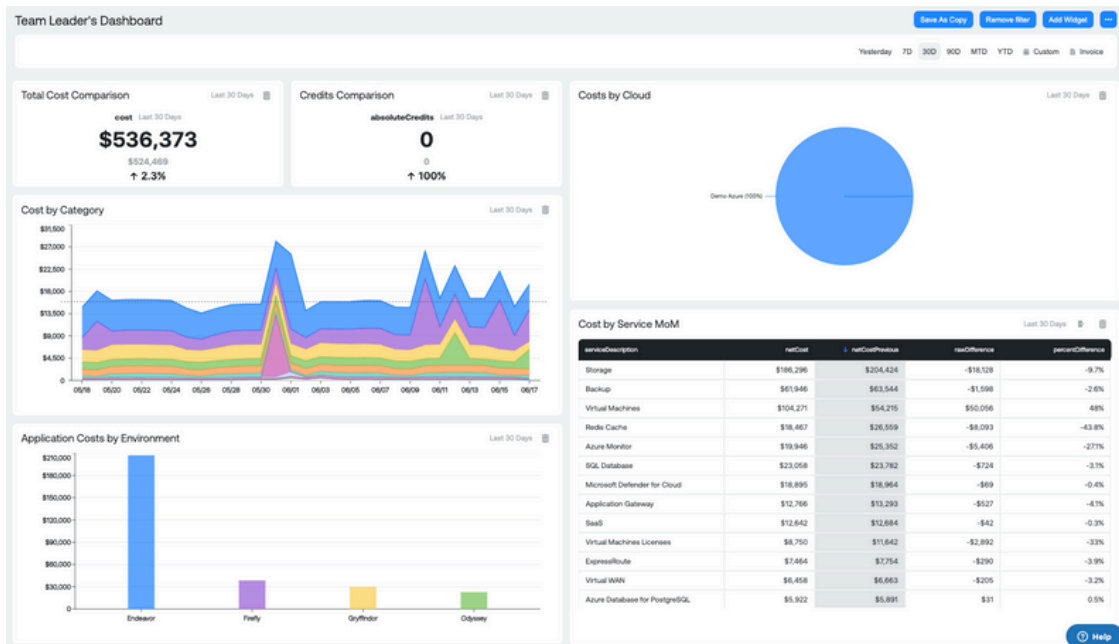 Team Leader's Dashboard
Save As Copy Remove filter Add Widget ...
Yesterday 7D 30D 90D MTD YTD Custom Invoice
Total Cost Comparison Last 30 Days
cost Last 30 Days
$536,373
$524,469
↑ 2.3%
Credits Comparison Last 30 Days
absoluteCredits Last 30 Days
0
0
↑ 100%
Costs by Cloud Last 30 Days
Demo Azure (100%)
Cost by Category Last 30 Days
$31,500
$27,000
$22,500
$18,000
$13,500
$9,000
$4,500
0
05/18 05/20 05/22 05/24 05/26 05/28 05/30 06/01 06/03 06/05 06/07 06/09 06/11 06/13 06/15 06/17
Application Costs by Environment Last 30 Days
$210,000
$180,000
$150,000
$120,000
$90,000
$60,000
$30,000
0
Endeavor Firefly Gryffindor Odyssey
Cost by Service MoM Last 30 Days
serviceDescription netCost ↓ netCostPrevious rawDifference percentDifference
Storage $186,296 $204,424 -$18,128 -9.7%
Backup $61,946 $63,544 -$1,598 -2.6%
Virtual Machines $104,271 $54,215 $50,056 48%
Redis Cache $18,467 $26,559 -$8,093 -43.8%
Azure Monitor $19,946 $25,352 -$5,406 -27.1%
SQL Database $23,058 $23,782 -$724 -3.1%
Microsoft Defender for Cloud $18,895 $18,964 -$69 -0.4%
Application Gateway $12,766 $13,293 -$527 -4.1%
SaaS $12,642 $12,684 -$42 -0.3%
Virtual Machines Licenses $8,750 $11,642 -$2,892 -33%
ExpressRoute $7,464 $7,754 -$290 -3.9%
Virtual WAN $6,458 $6,663 -$205 -3.2%
Azure Database for PostgreSQL $5,922 $5,891 $31 0.5%
Help